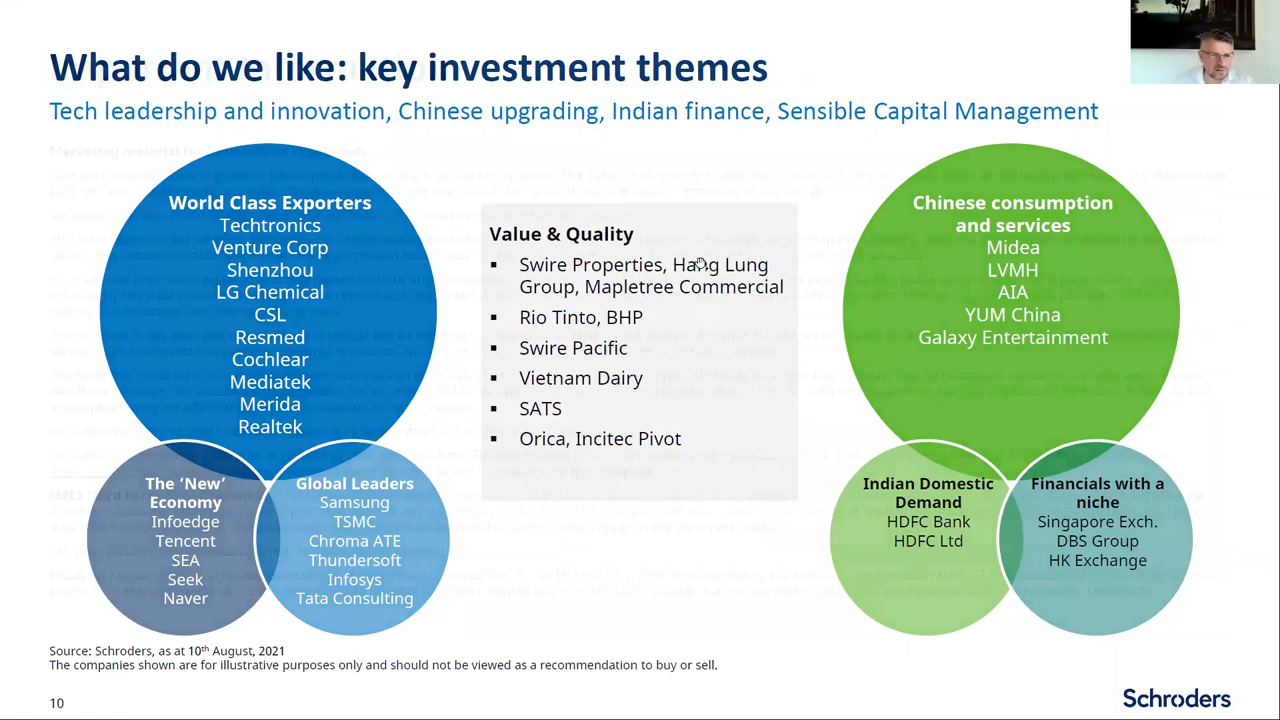 What do we like: key investment themes
Tech leadership and innovation, Chinese upgrading, Indian finance, Sensible Capital Management
World Class Exporters
Techtronics
Venture Corp
Shenzhou
LG Chemical
CSL
Resmed
Cochlear
Mediatek
Merida
Realtek
The ‘New’
Economy
Infoedge
Tencent
SEA
Seek
Naver
Global Leaders
Samsung
TSMC
Chroma ATE
Thundersoft
Infosys
Tata Consulting
Value & Quality
▪ Swire Properties, Hang Lung
Group, Mapletree Commercial
▪ Rio Tinto, BHP
▪ Swire Pacific
▪ Vietnam Dairy
▪ SATS
▪ Orica, Incitec Pivot
Chinese consumption
and services
Midea
LVMH
AIA
YUM China
Galaxy Entertainment
Indian Domestic
Demand
HDFC Bank
HDFC Ltd
Financials with a
niche
Singapore Exch.
DBS Group
HK Exchange
Source: Schroders, as at 10th August, 2021
The companies shown are for illustrative purposes only and should not be viewed as a recommendation to buy or sell.
10
Schroders